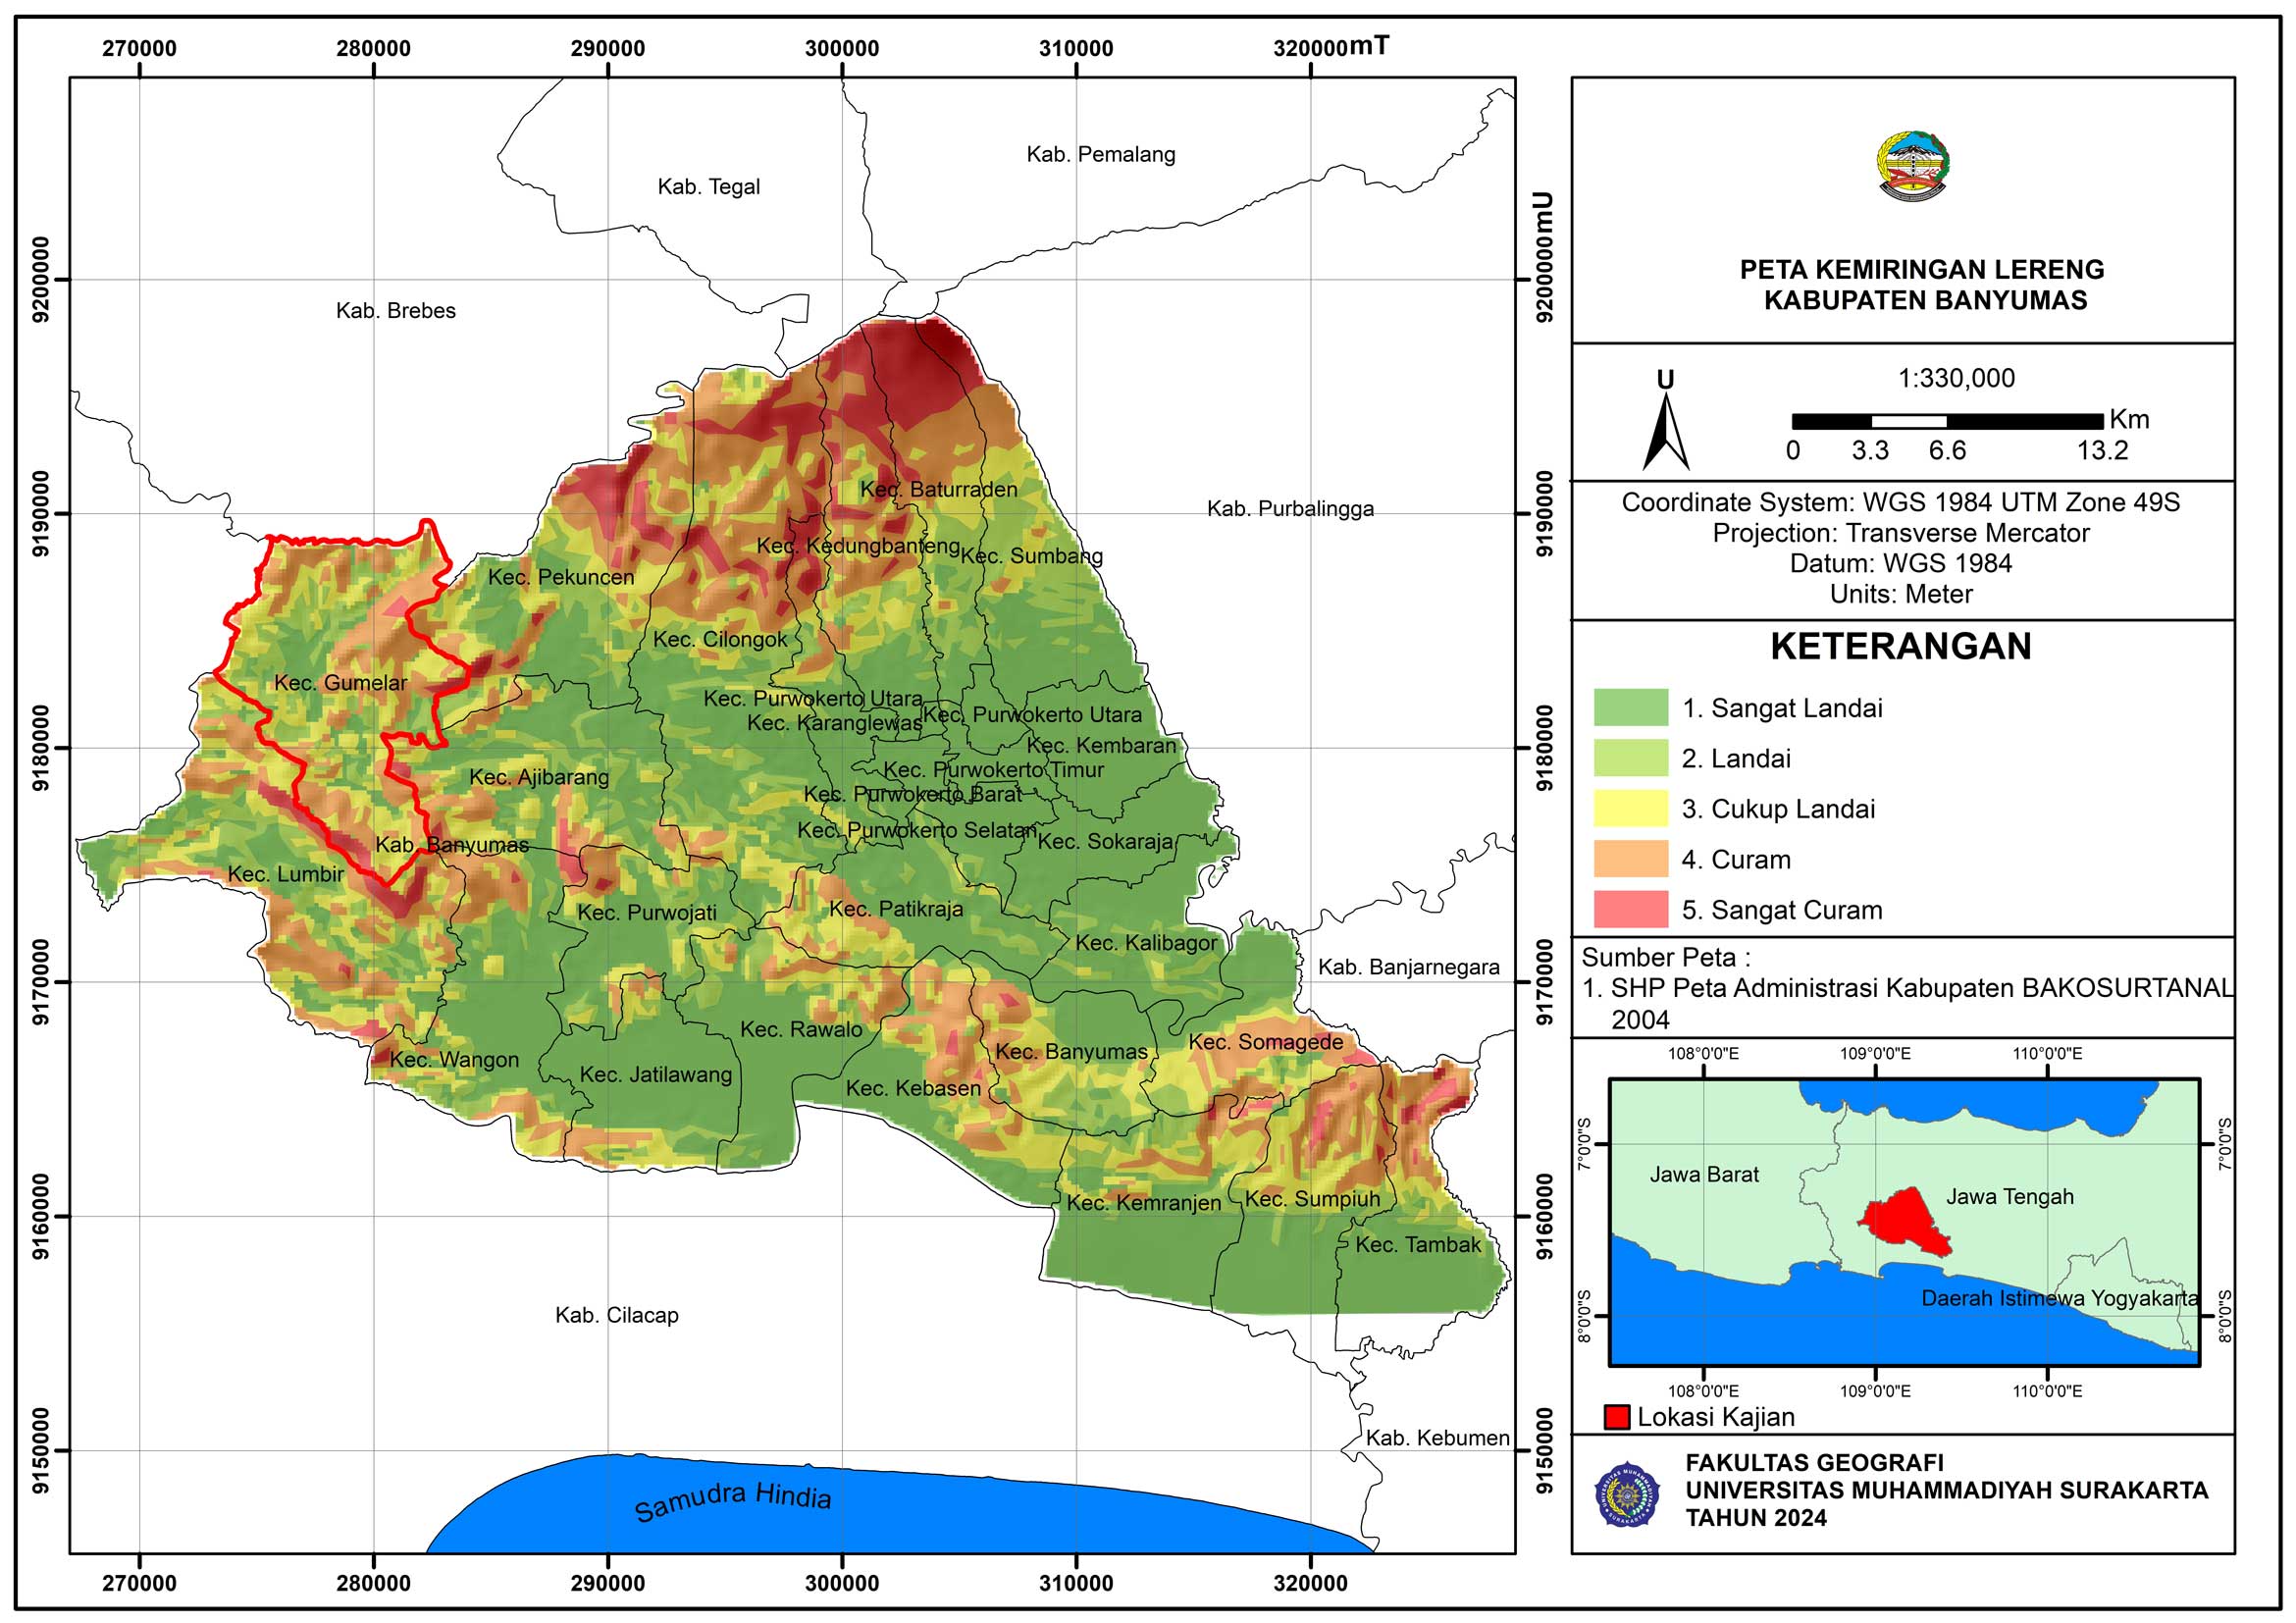 270000 280000 290000 300000 310000 320000mT
9200000
9190000
9180000
9170000
9160000
9150000
9200000mU
9190000
9180000
9170000
9160000
9150000
270000 280000 290000 300000 310000 320000
Kab. Pemalang
Kab. Tegal
Kab. Brebes
Kec. Baturraden
Kab. Purbalingga
Kec. Kedungbanteng
Kec. Sumbang
Kec. Pekuncen
Kec. Cilongok
Kec. Gumelar
Kec. Purwokerto Utara
Kec. Purwokerto Utara
Kec. Karanglewas
Kec. Kembaran
Kec. Purwokerto Timur
Kec. Ajibarang
Kec. Purwokerto Barat
Kec. Purwokerto Selatan
Kec. Sokaraja
Kab. Banyumas
Kec. Lumbir
Kec. Purwojati
Kec. Patikraja
Kec. Kalibagor
Kab. Banjarnegara
Kec. Rawalo
Kec. Somagede
Kec. Banyumas
Kec. Wangon
Kec. Jatilawang
Kec. Kebasen
Kec. Kemranjen
Kec. Sumpiuh
Kec. Tambak
Kab. Cilacap
Kab. Kebumen
Samudra Hindia
PETA KEMIRINGAN LERENG
KABUPATEN BANYUMAS
U
1:330,000
Km
0 3.3 6.6 13.2
Coordinate System: WGS 1984 UTM Zone 49S
Projection: Transverse Mercator
Datum: WGS 1984
Units: Meter
KETERANGAN
1. Sangat Landai
2. Landai
3. Cukup Landai
4. Curam
5. Sangat Curam
Sumber Peta :
1. SHP Peta Administrasi Kabupaten BAKOSURTANAL
2004
108°0'0"E 109°0'0"E 110°0'0"E
7°0'0"S
8°0'0"S
7°0'0"S
8°0'0"S
Jawa Barat
Jawa Tengah
Daerah Istimewa Yogyakarta
108°0'0"E 109°0'0"E 110°0'0"E
Lokasi Kajian
FAKULTAS GEOGRAFI
UNIVERSITAS MUHAMMADIYAH SURAKARTA
TAHUN 2024